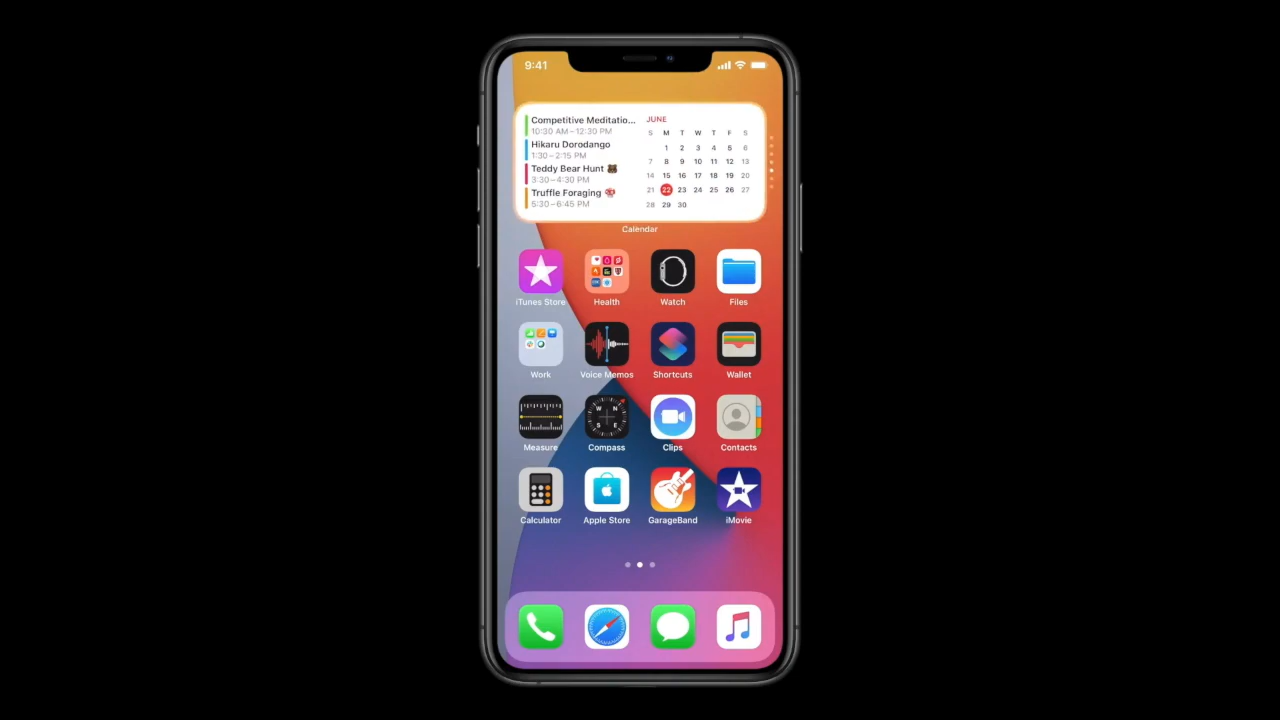 9:41
Competitive Meditatio...
10:30 AM–12:30 PM
Hikaru Dorodango
1:30–2:15 PM
Teddy Bear Hunt 🐻
3:30–4:30 PM
Truffle Foraging 🍄
5:30–6:45 PM
JUNE
S M T W T F S
1 2 3 4 5 6
7 8 9 10 11 12 13
14 15 16 17 18 19 20
21 22 23 24 25 26 27
28 29 30
Calendar
iTunes Store Health Watch Files
Work Voice Memos Shortcuts Wallet
W N
S E
Measure Compass Clips Contacts
Calculator Apple Store GarageBand iMovie